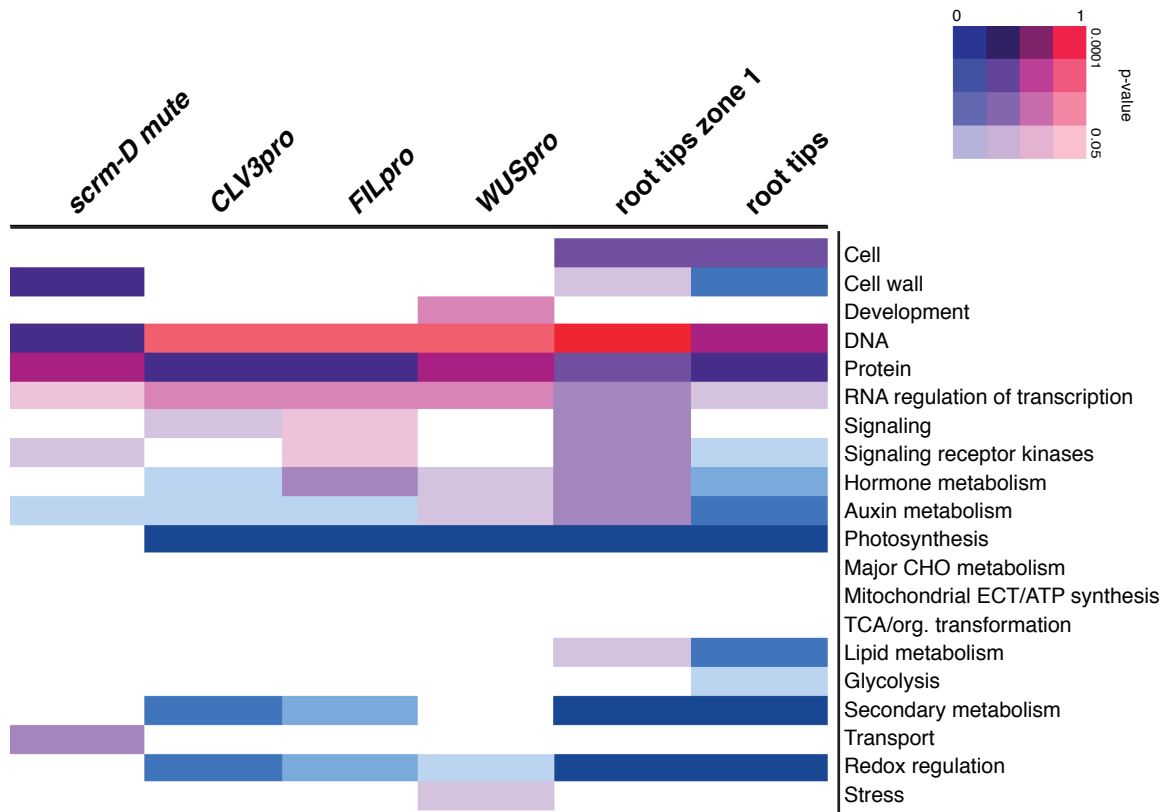 0 1
0.0001
p-value
0.05
scrm-D mute
CLV3pro
FILpro
WUSpro
root tips zone 1
root tips
Cell
Cell wall
Development
DNA
Protein
RNA regulation of transcription
Signaling
Signaling receptor kinases
Hormone metabolism
Auxin metabolism
Photosynthesis
Major CHO metabolism
Mitochondrial ECT/ATP synthesis
TCA/org. transformation
Lipid metabolism
Glycolysis
Secondary metabolism
Transport
Redox regulation
Stress